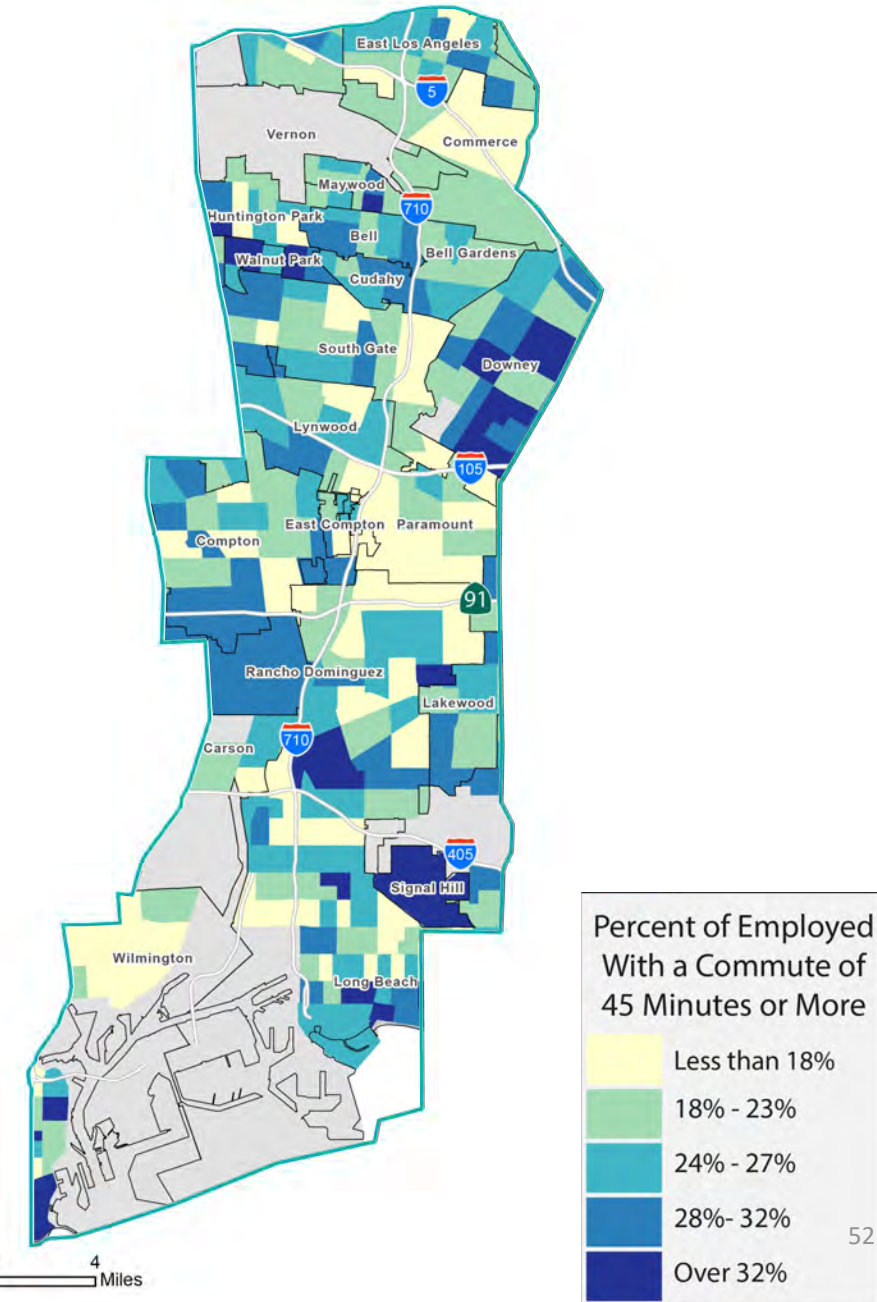 East Los Angeles
5
Vernon
Commerce
Maywood
710
Huntington Park
Bell
Bell Gardens
Walnut Park
Cudahy
South Gate
Downey
Lynwood
105
East Compton
Paramount
Compton
91
Rancho Dominguez
Lakewood
710
Carson
405
Signal Hill
Wilmington
Long Beach
4
Miles
Percent of Employed
With a Commute of
45 Minutes or More
Less than 18%
18% - 23%
24% - 27%
28%- 32%
52
Over 32%